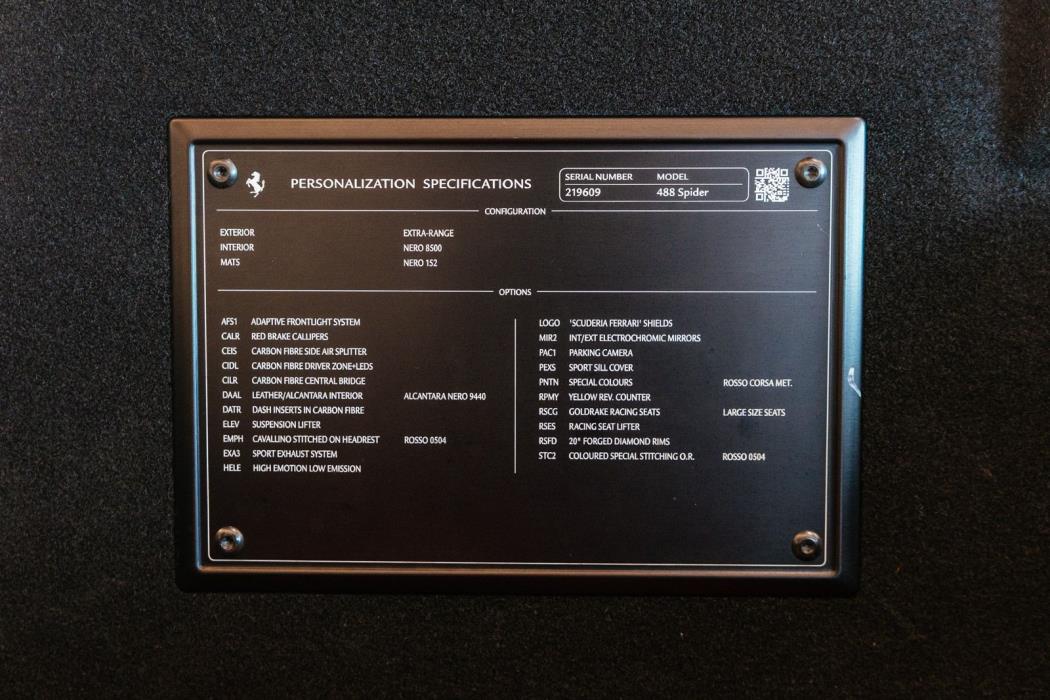 PERSONALIZATION SPECIFICATIONS
SERIAL NUMBER MODEL
219609 488 Spider
CONFIGURATION
EXTERIOR EXTRA-RANGE
INTERIOR NERO 8500
MATS NERO 152
OPTIONS
AFS1 ADAPTIVE FRONTLIGHT SYSTEM
CALR RED BRAKE CALLIPERS
CEIS CARBON FIBRE SIDE AIR SPLITTER
CIDL CARBON FIBRE DRIVER ZONE+LEDS
CILR CARBON FIBRE CENTRAL BRIDGE
DAAL LEATHER/ALCANTARA INTERIOR ALCANTARA NERO 9440
DATR DASH INSERTS IN CARBON FIBRE
ELEV SUSPENSION LIFTER
EMPH CAVALLINO STITCHED ON HEADREST ROSSO 0504
EXA3 SPORT EXHAUST SYSTEM
HELE HIGH EMOTION LOW EMISSION
LOGO 'SCUDERIA FERRARI' SHIELDS
MIR2 INT/EXT ELECTROCHROMIC MIRRORS
PAC1 PARKING CAMERA
PEXS SPORT SILL COVER
PNTN SPECIAL COLOURS ROSSO CORSA MET.
RPMY YELLOW REV. COUNTER
RSCG GOLDRAKE RACING SEATS LARGE SIZE SEATS
RSES RACING SEAT LIFTER
RSFD 20" FORGED DIAMOND RIMS
STC2 COLOURED SPECIAL STITCHING O.R. ROSSO 0504